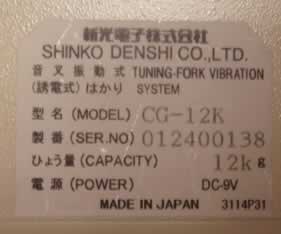 新光電子株式会社
SHINKO DENSHI CO.,LTD.
音叉振動式 TUNING-FORK VIBRATION
(誘電式)はかり SYSTEM
型名(MODEL) CG-12K
製番(SER.NO) 012400138
ひょう量(CAPACITY) 12kg
電源(POWER) DC-9V
MADE IN JAPAN 3114P31